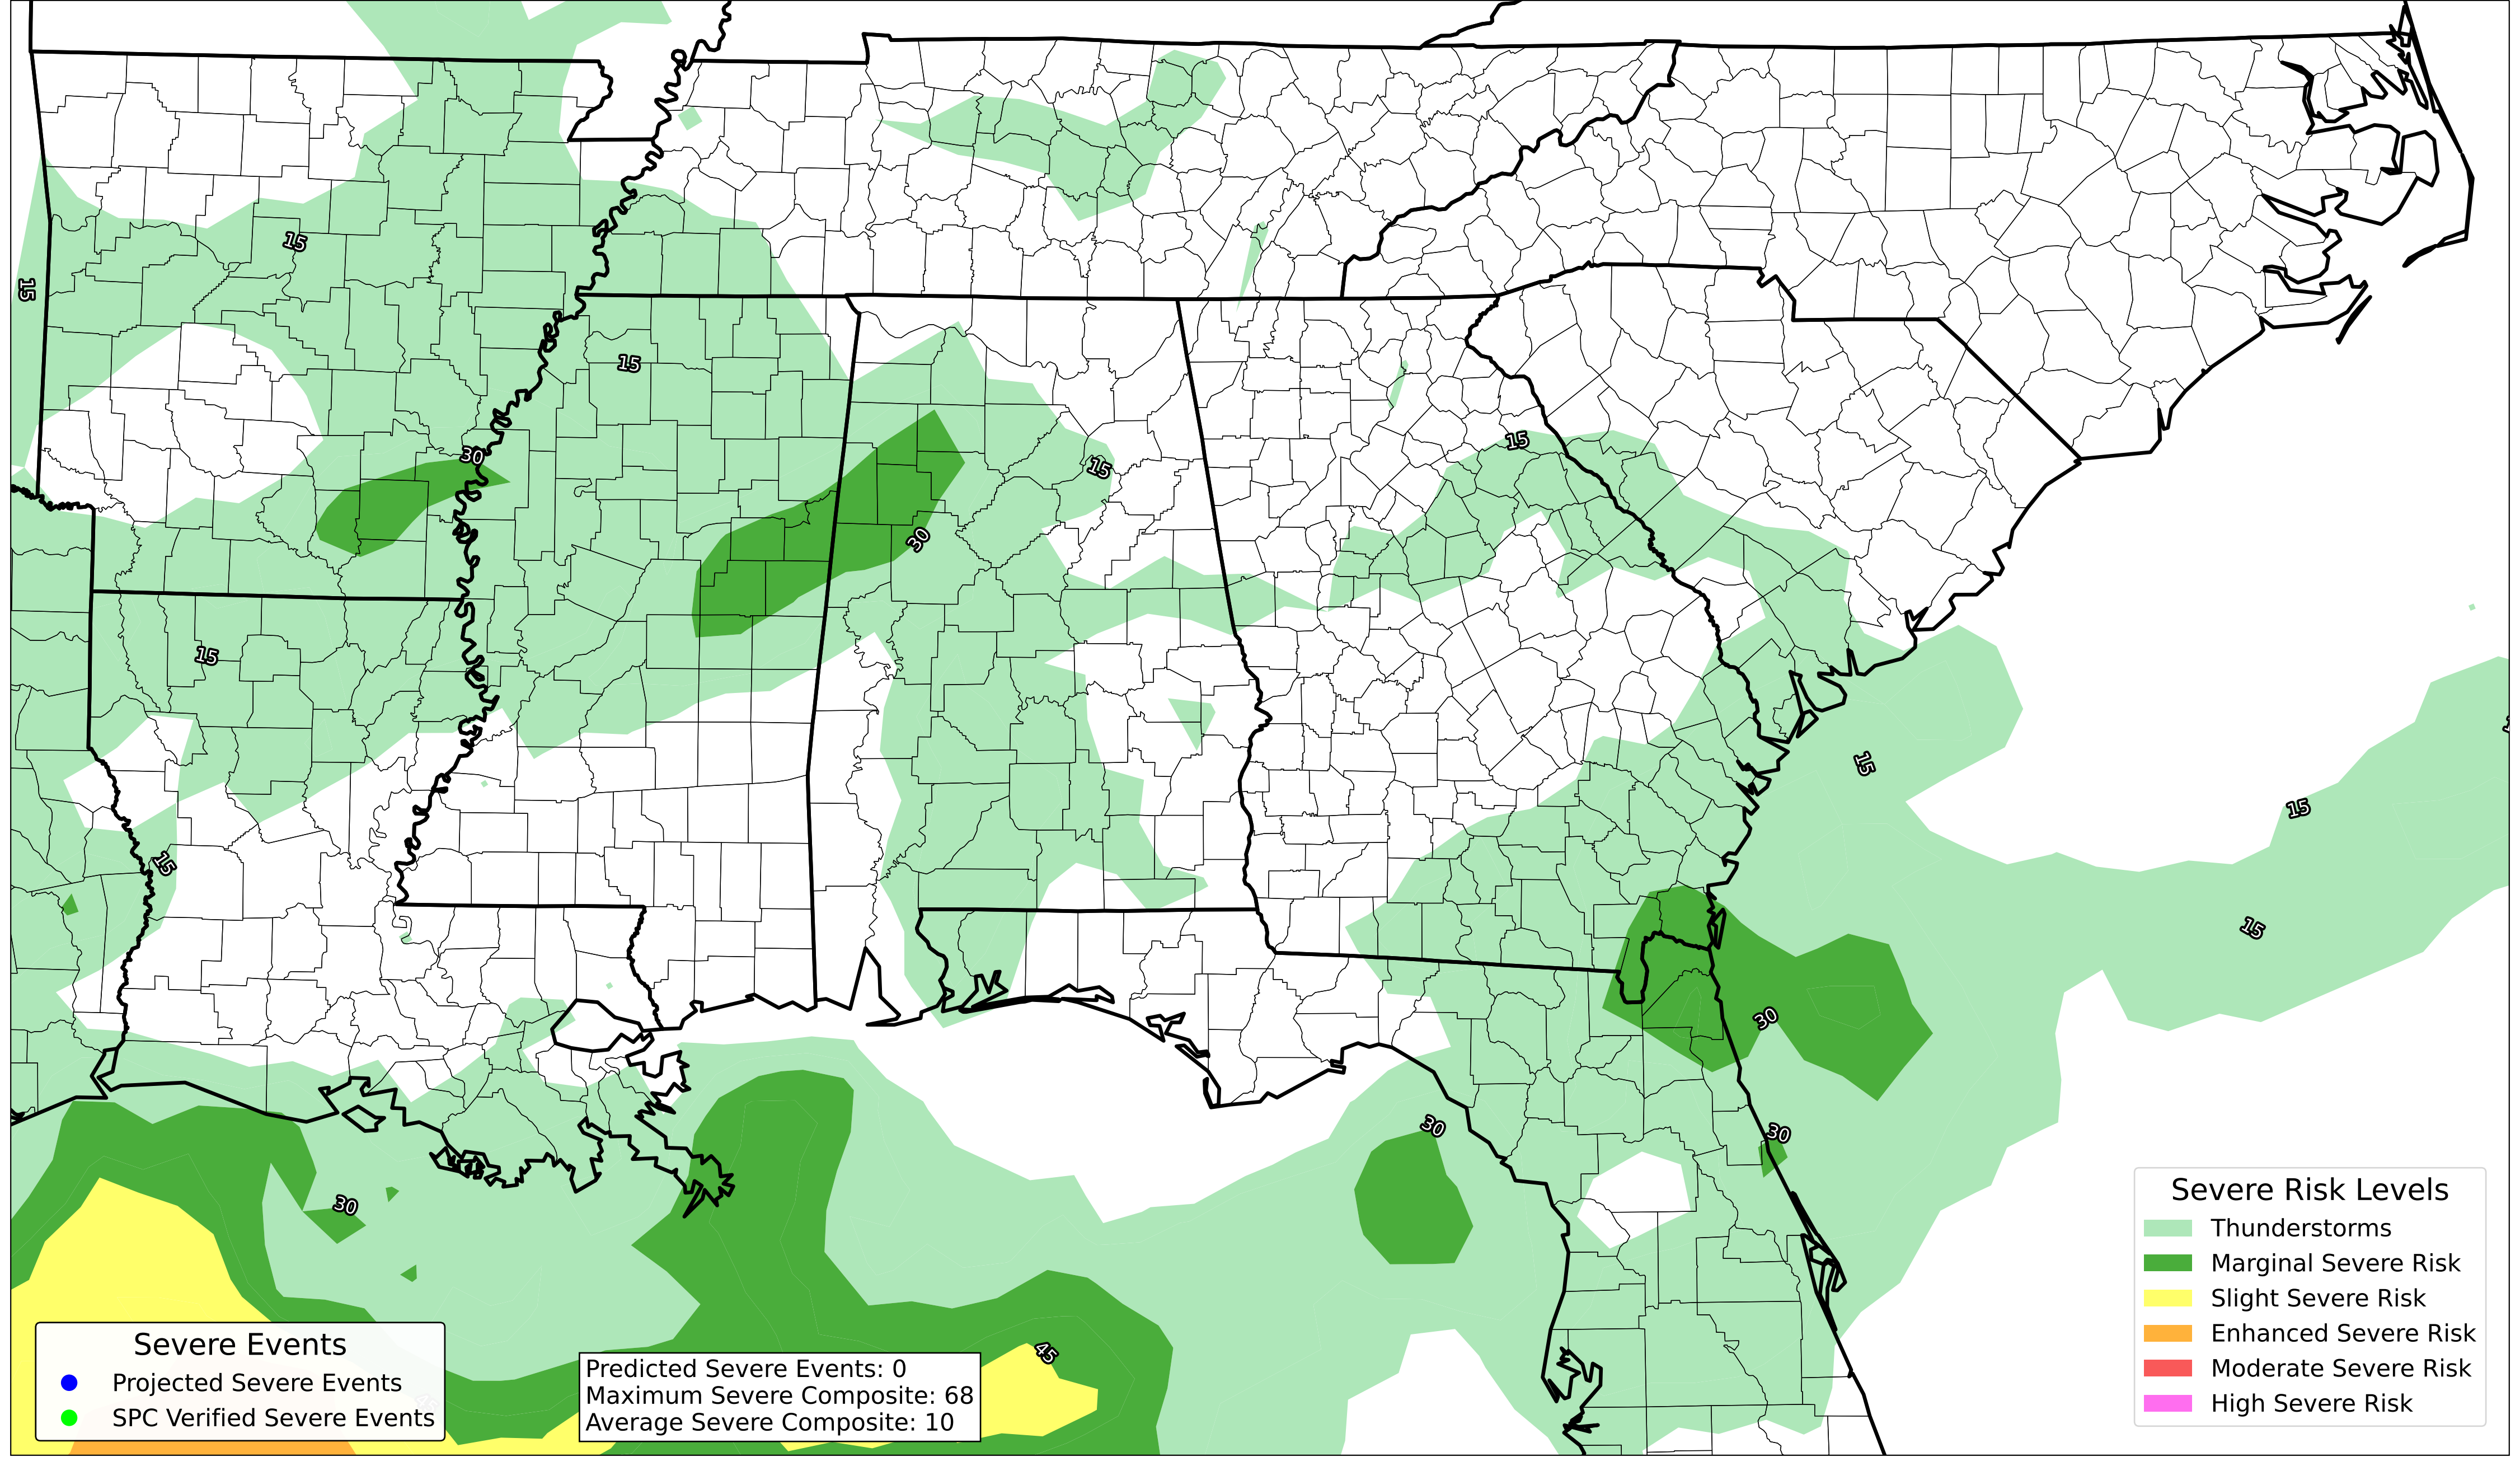 15
15
15
15
30
15
30
15
15
15
15
15
30
30
30
30
45
Severe Risk Levels
Thunderstorms
Marginal Severe Risk
Slight Severe Risk
Enhanced Severe Risk
Moderate Severe Risk
High Severe Risk
Severe Events
Projected Severe Events
SPC Verified Severe Events
Predicted Severe Events: 0
Maximum Severe Composite: 68
Average Severe Composite: 10